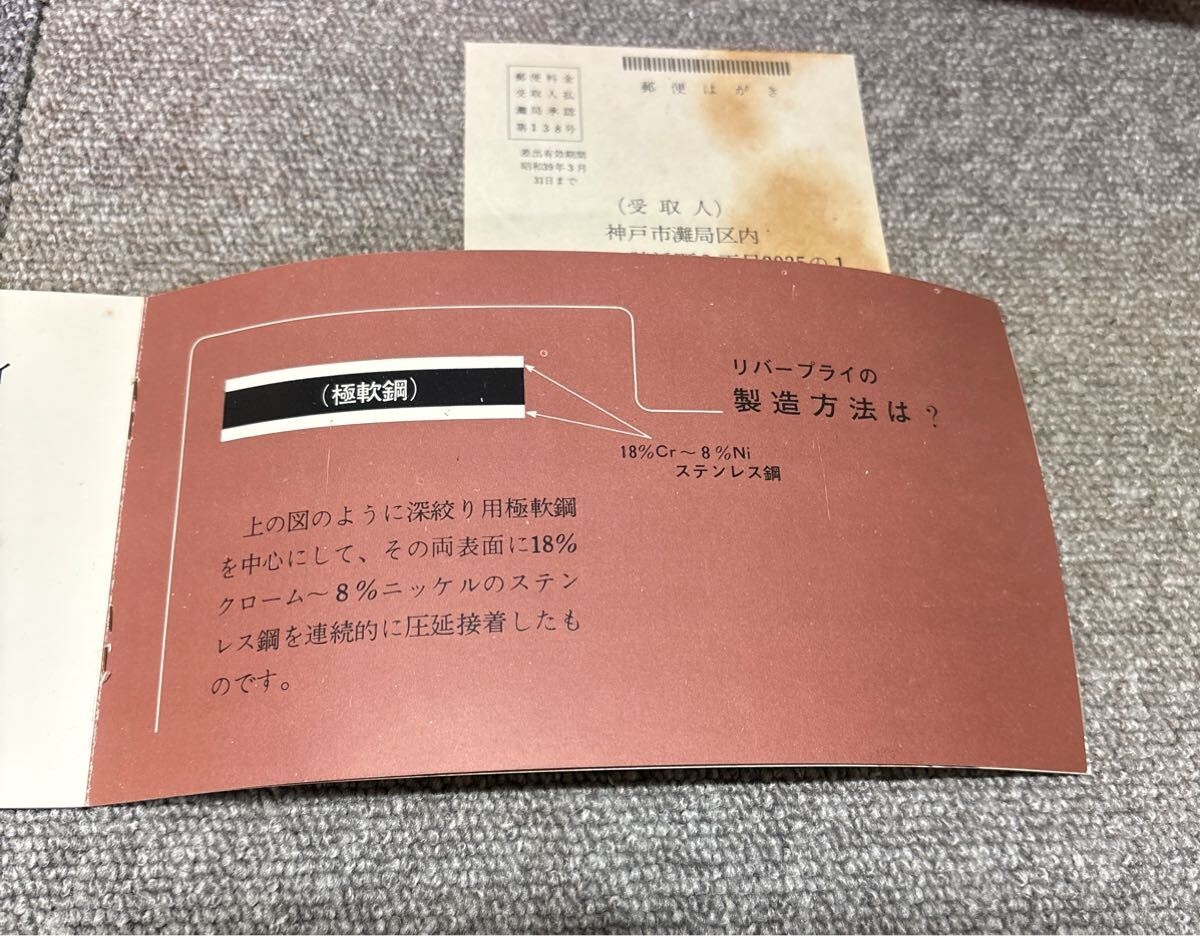 郵便料金
受取人払
灘局承認
第138号
差出有効期間
昭和39年3月
31日まで
郵便はがき
(受取人)
神戸市灘局区内
リバープライの
製造方法は?
(極軟鋼)
18%Cr~8%Ni
ステンレス鋼
上の図のように深絞り用極軟鋼
を中心にして、その両表面に18%
クローム~8%ニッケルのステン
レス鋼を連続的に圧延接着したも
のです。